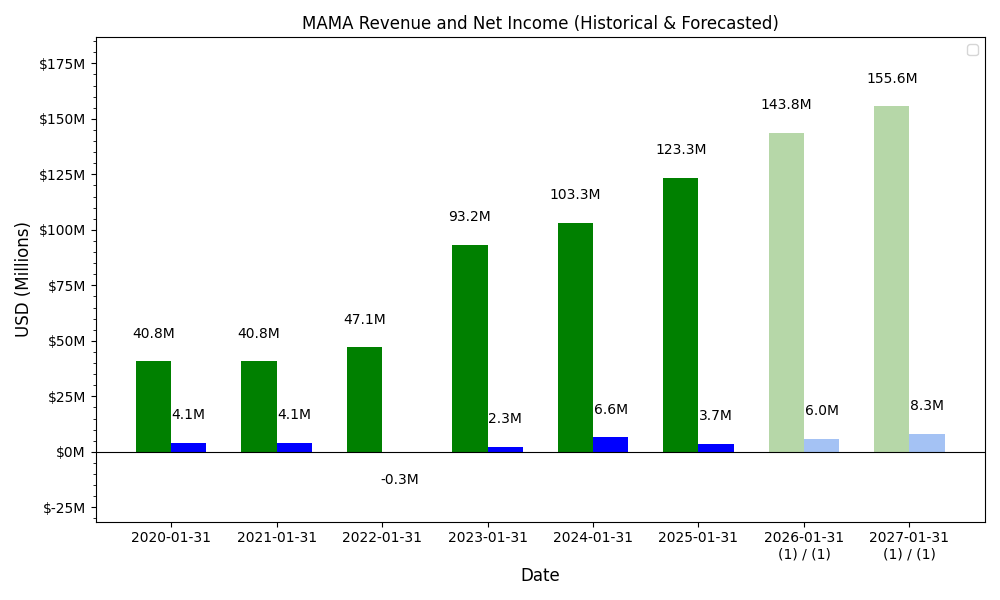 MAMA Revenue and Net Income (Historical & Forecasted)
$175M
$150M
$125M
$100M
$75M
$50M
$25M
$0M
$-25M
USD (Millions)
40.8M
4.1M
40.8M
4.1M
47.1M
-0.3M
93.2M
2.3M
103.3M
6.6M
123.3M
3.7M
143.8M
6.0M
155.6M
8.3M
2020-01-31
2021-01-31
2022-01-31
2023-01-31
2024-01-31
2025-01-31
2026-01-31
(1) / (1)
2027-01-31
(1) / (1)
Date